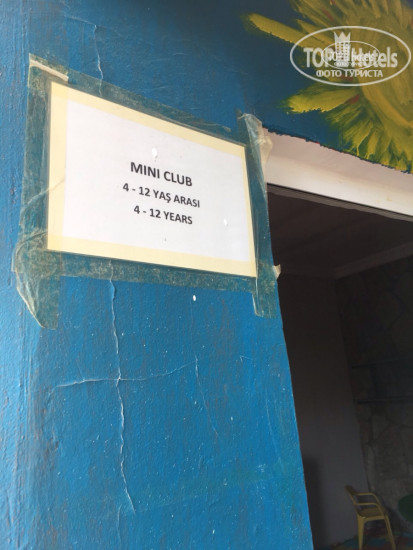 TOPHotels
ФОТО ТУРИСТА
MINI CLUB
4 - 12 YAŞ ARASI
4 - 12 YEARS